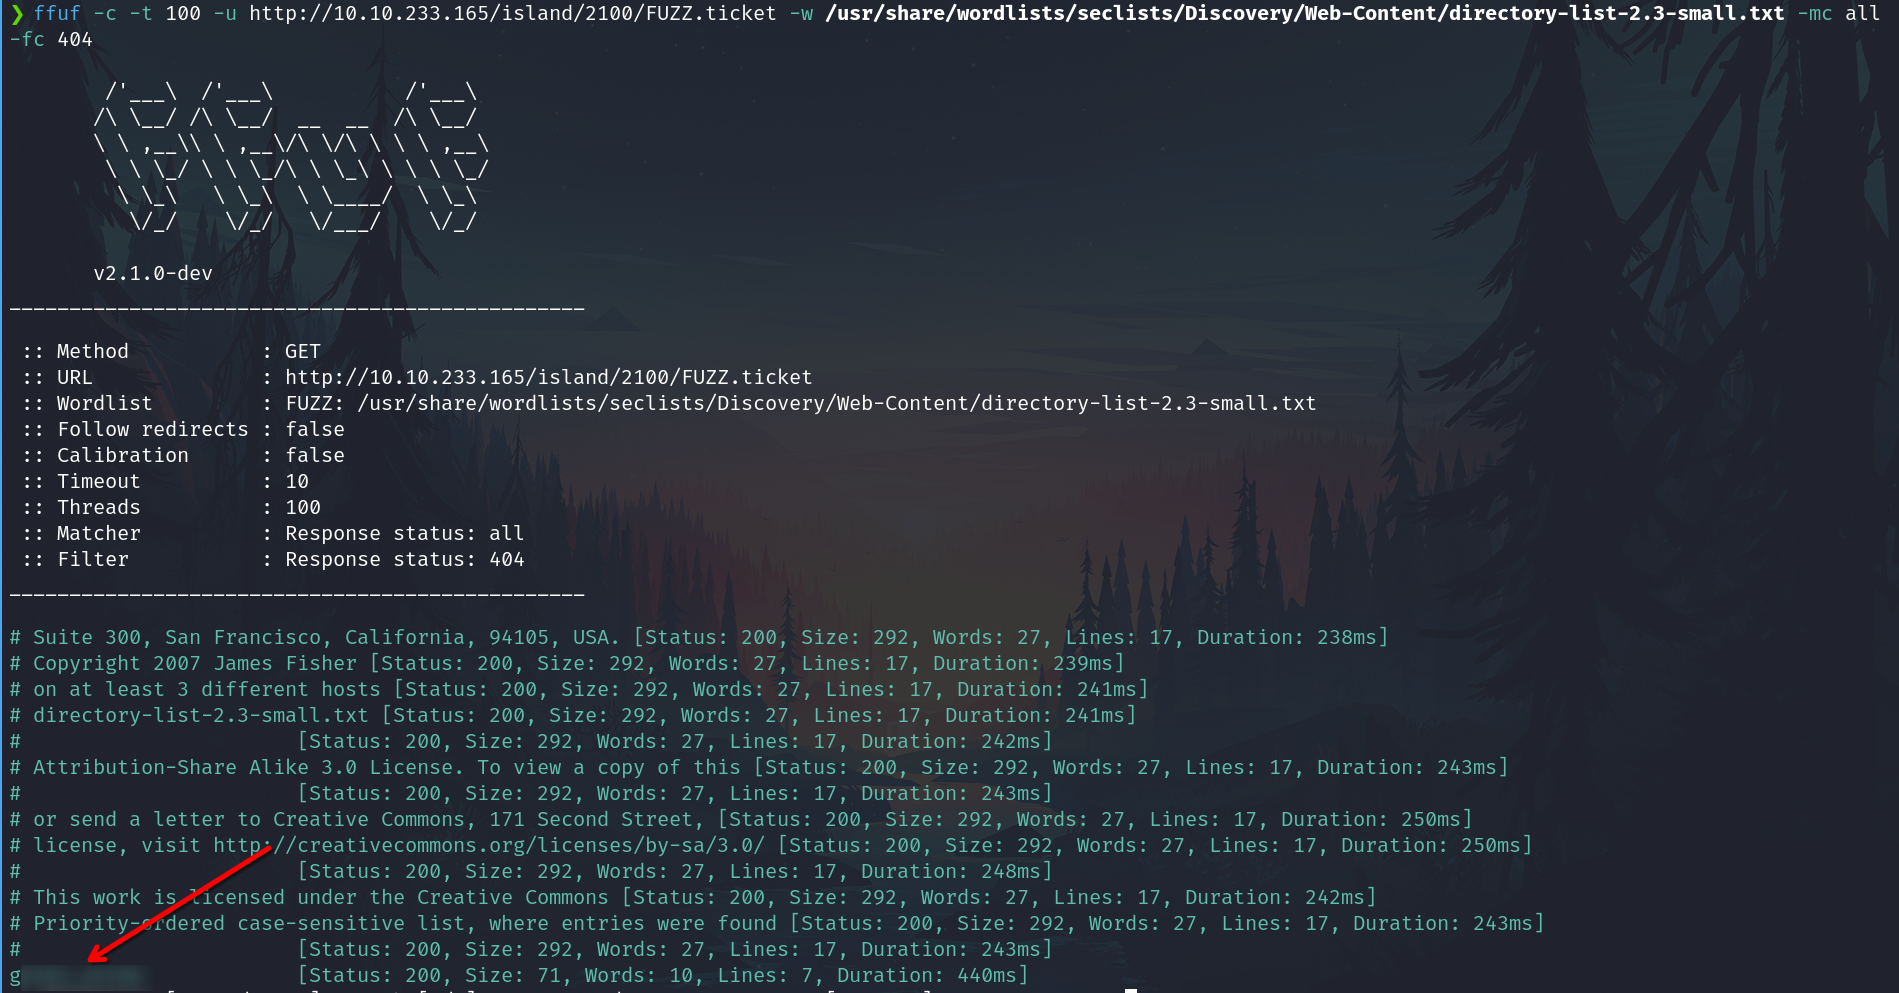 ❯ ffuf -c -t 100 -u http://10.10.233.165/island/2100/FUZZ.ticket -w /usr/share/wordlists/seclists/Discovery/Web-Content/directory-list-2.3-small.txt -mc all
-fc 404
        /'___\  /'___\           /'___\
       /\ \__/ /\ \__/  __  __  /\ \__/
       \ \ ,__\\ \ ,__\/\ \/\ \ \ \ ,__\
        \ \ \_/ \ \ \_/\ \ \_\ \ \ \ \_/
         \ \_\   \ \_\  \ \____/  \ \_\
          \/_/    \/_/   \/___/    \/_/
v2.1.0-dev
________________________________________________
:: Method           : GET
:: URL              : http://10.10.233.165/island/2100/FUZZ.ticket
:: Wordlist         : FUZZ: /usr/share/wordlists/seclists/Discovery/Web-Content/directory-list-2.3-small.txt
:: Follow redirects : false
:: Calibration      : false
:: Timeout          : 10
:: Threads          : 100
:: Matcher          : Response status: all
:: Filter           : Response status: 404
________________________________________________
# Suite 300, San Francisco, California, 94105, USA. [Status: 200, Size: 292, Words: 27, Lines: 17, Duration: 238ms]
# Copyright 2007 James Fisher [Status: 200, Size: 292, Words: 27, Lines: 17, Duration: 239ms]
# on at least 3 different hosts [Status: 200, Size: 292, Words: 27, Lines: 17, Duration: 241ms]
# directory-list-2.3-small.txt [Status: 200, Size: 292, Words: 27, Lines: 17, Duration: 241ms]
#                       [Status: 200, Size: 292, Words: 27, Lines: 17, Duration: 242ms]
# Attribution-Share Alike 3.0 License. To view a copy of this [Status: 200, Size: 292, Words: 27, Lines: 17, Duration: 243ms]
#                       [Status: 200, Size: 292, Words: 27, Lines: 17, Duration: 243ms]
# or send a letter to Creative Commons, 171 Second Street, [Status: 200, Size: 292, Words: 27, Lines: 17, Duration: 250ms]
# license, visit http://creativecommons.org/licenses/by-sa/3.0/ [Status: 200, Size: 292, Words: 27, Lines: 17, Duration: 250ms]
#                       [Status: 200, Size: 292, Words: 27, Lines: 17, Duration: 248ms]
# This work is licensed under the Creative Commons [Status: 200, Size: 292, Words: 27, Lines: 17, Duration: 242ms]
# Priority-ordered case-sensitive list, where entries were found [Status: 200, Size: 292, Words: 27, Lines: 17, Duration: 243ms]
#                       [Status: 200, Size: 292, Words: 27, Lines: 17, Duration: 243ms]
[Status: 200, Size: 71, Words: 10, Lines: 7, Duration: 440ms]